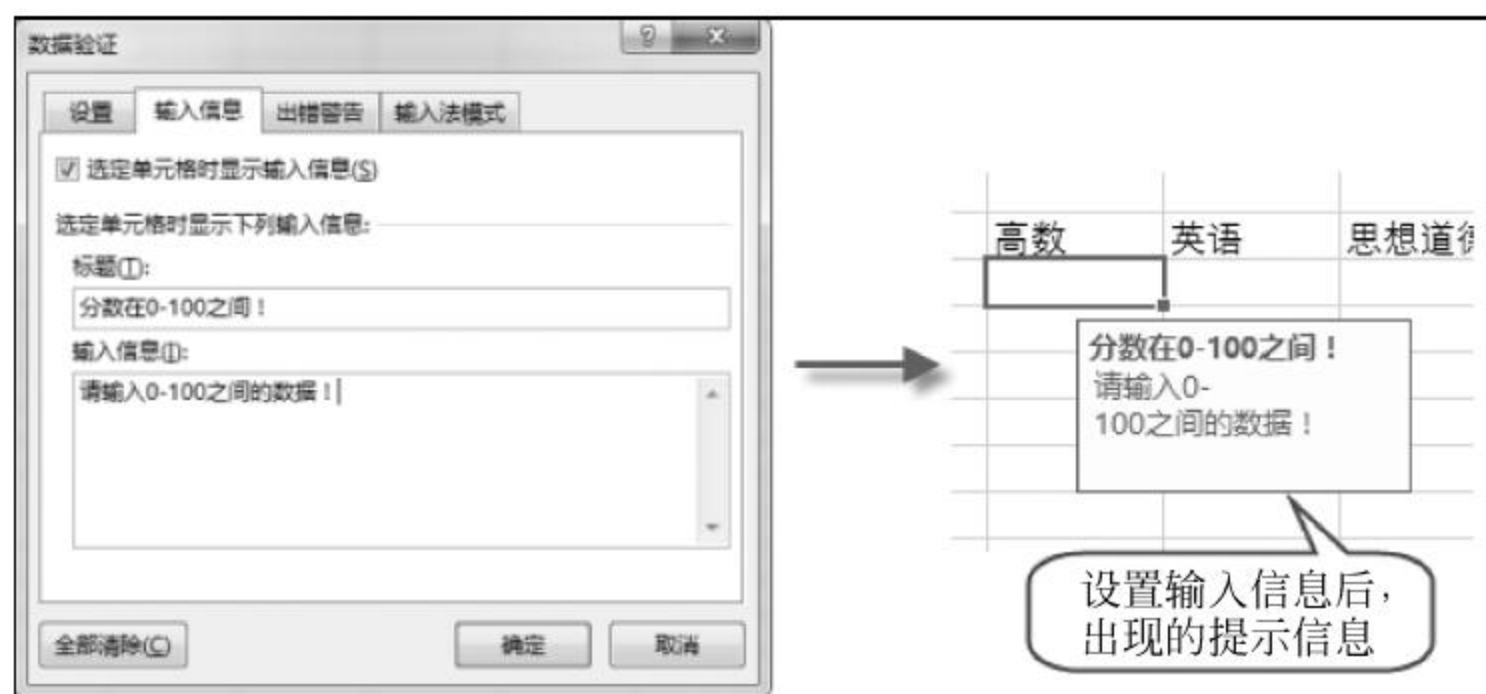 数据验证
设置 输入信息 出错警告 输入法模式
选定单元格时显示输入信息(S)
选定单元格时显示下列输入信息:
标题(T):
分数在0-100之间！
输入信息(I):
请输入0-100之间的数据！
全部清除(C) 确定 取消
高数 英语 思想道德
分数在0-100之间！
请输入0-
100之间的数据！
设置输入信息后，
出现的提示信息